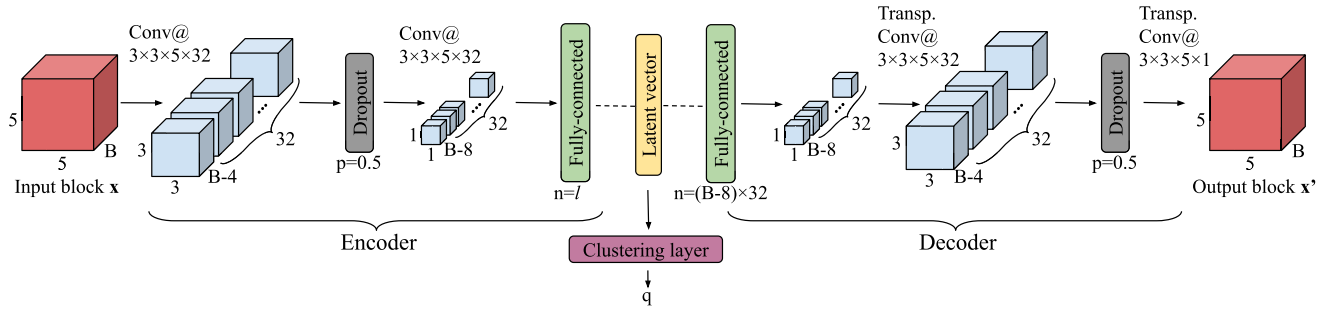 Conv@
3×3×5×32
5
5
B
Input block x
3
3
B-4
32
Dropout
p=0.5
Conv@
3×3×5×32
1
1
B-8
32
Fully-connected
n=l
Latent vector
Fully-connected
n=(B-8)×32
1
1
B-8
32
Transp.
Conv@
3×3×5×32
3
3
B-4
32
Dropout
p=0.5
Transp.
Conv@
3×3×5×1
5
5
B
Output block x’
Encoder
Clustering layer
q
Decoder